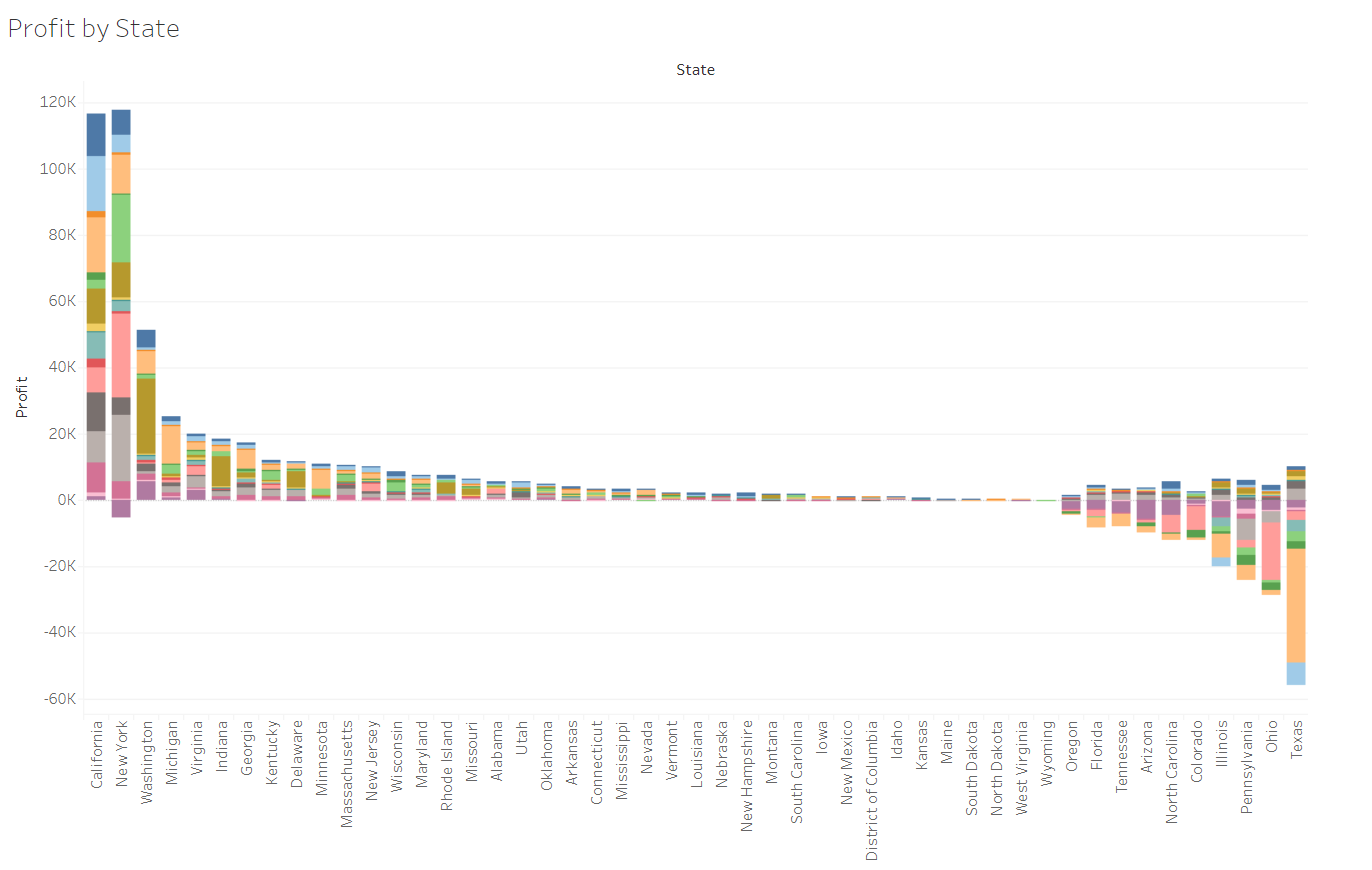 Profit by State
State
120K
100K
80K
60K
40K
20K
0K
-20K
-40K
-60K
Profit
California
New York
Washington
Michigan
Virginia
Indiana
Georgia
Kentucky
Delaware
Minnesota
Massachusetts
New Jersey
Wisconsin
Maryland
Rhode Island
Missouri
Alabama
Utah
Oklahoma
Arkansas
Connecticut
Mississippi
Nevada
Vermont
Louisiana
Nebraska
New Hampshire
Montana
South Carolina
Iowa
New Mexico
District of Columbia
Idaho
Kansas
Maine
South Dakota
North Dakota
West Virginia
Wyoming
Oregon
Florida
Tennessee
Arizona
North Carolina
Colorado
Illinois
Pennsylvania
Ohio
Texas